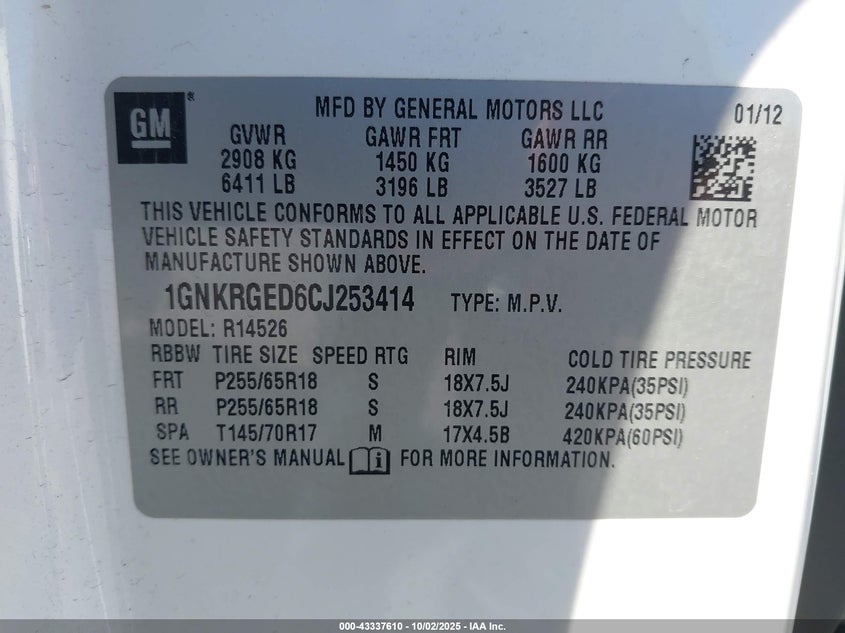 GM®
MFD BY GENERAL MOTORS LLC 01/12
GVWR GAWR FRT GAWR RR
2908 KG 1450 KG 1600 KG
6411 LB 3196 LB 3527 LB
THIS VEHICLE CONFORMS TO ALL APPLICABLE U.S. FEDERAL MOTOR
VEHICLE SAFETY STANDARDS IN EFFECT ON THE DATE OF
MANUFACTURE SHOWN ABOVE.
1GNKRGED6CJ253414 TYPE: M.P.V.
MODEL: R14526
RBBW TIRE SIZE SPEED RTG RIM COLD TIRE PRESSURE
FRT P255/65R18 S 18X7.5J 240KPA(35PSI)
RR P255/65R18 S 18X7.5J 240KPA(35PSI)
SPA T145/70R17 M 17X4.5B 420KPA(60PSI)
SEE OWNER'S MANUAL i FOR MORE INFORMATION.
000-43337610 - 10/02/2025 - IAA Inc.